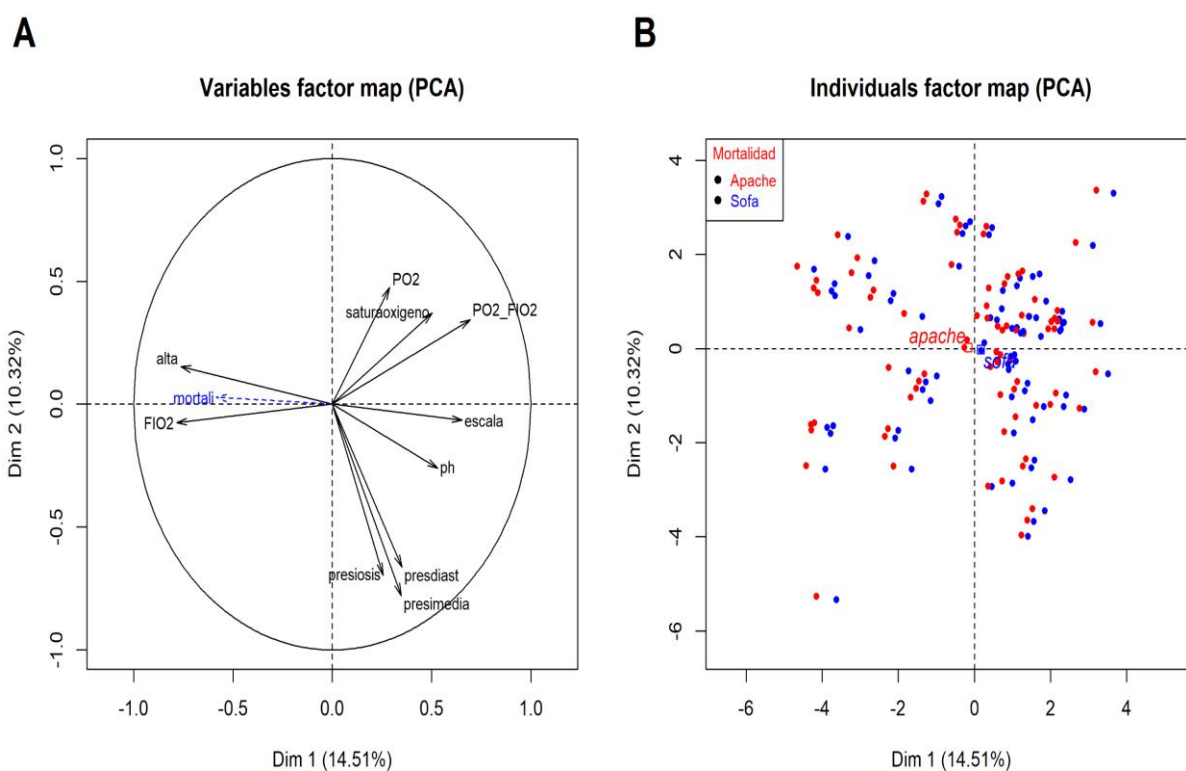 A
Variables factor map (PCA)
1.0
0.5
0.0
-0.5
-1.0
Dim 2 (10.32%)
PO2
saturaoxigeno
PO2_FIO2
alta
mortali
FIO2
escala
ph
presiosis
presdiast
presimedia
-1.0 -0.5 0.0 0.5 1.0
Dim 1 (14.51%)
B
Individuals factor map (PCA)
4
2
0
-2
-4
-6
Dim 2 (10.32%)
Mortalidad
Apache
Sofa
apache
sofa
-6 -4 -2 0 2 4
Dim 1 (14.51%)